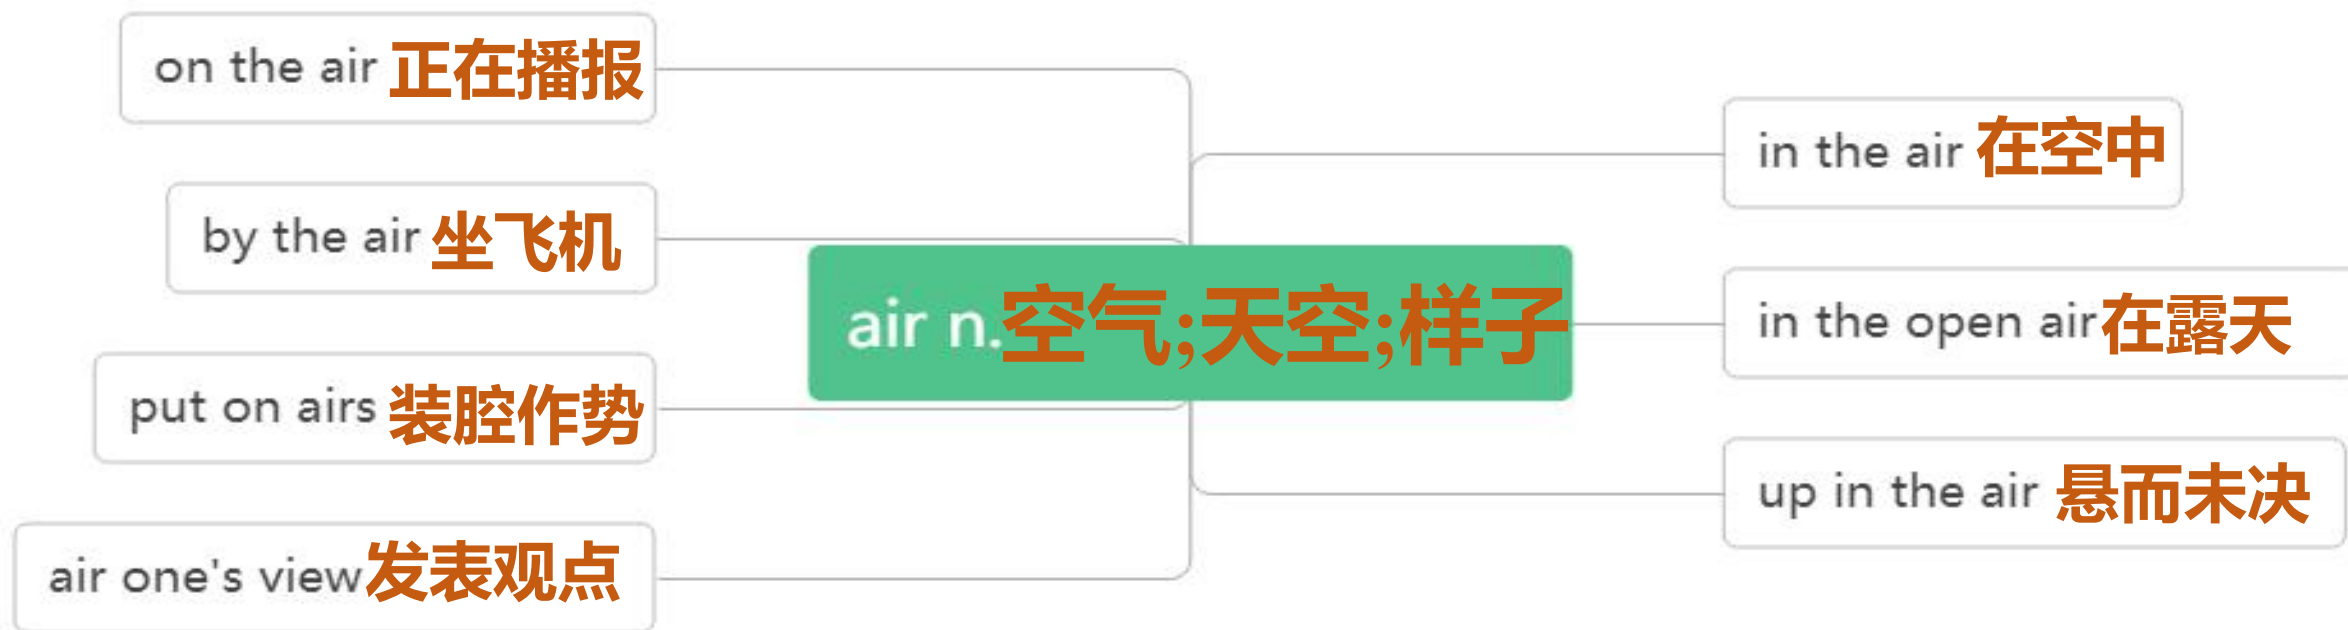 on the air 正在播报
by the air 坐飞机
put on airs 装腔作势
air one's view发表观点
air n.空气;天空;样子
in the air 在空中
in the open air在露天
up in the air 悬而未决